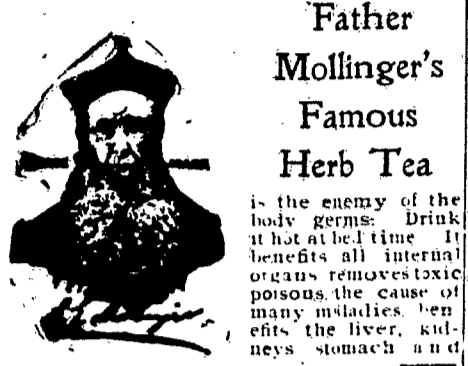 Father
Mollinger's
Famous
Herb Tea
is the enemy of the
body germs: Drink
it hot at bed time It
benefits all internal
organs removes toxic
poisons, the cause of
many maladies, ben
efits the liver, kid-
neys stomach and